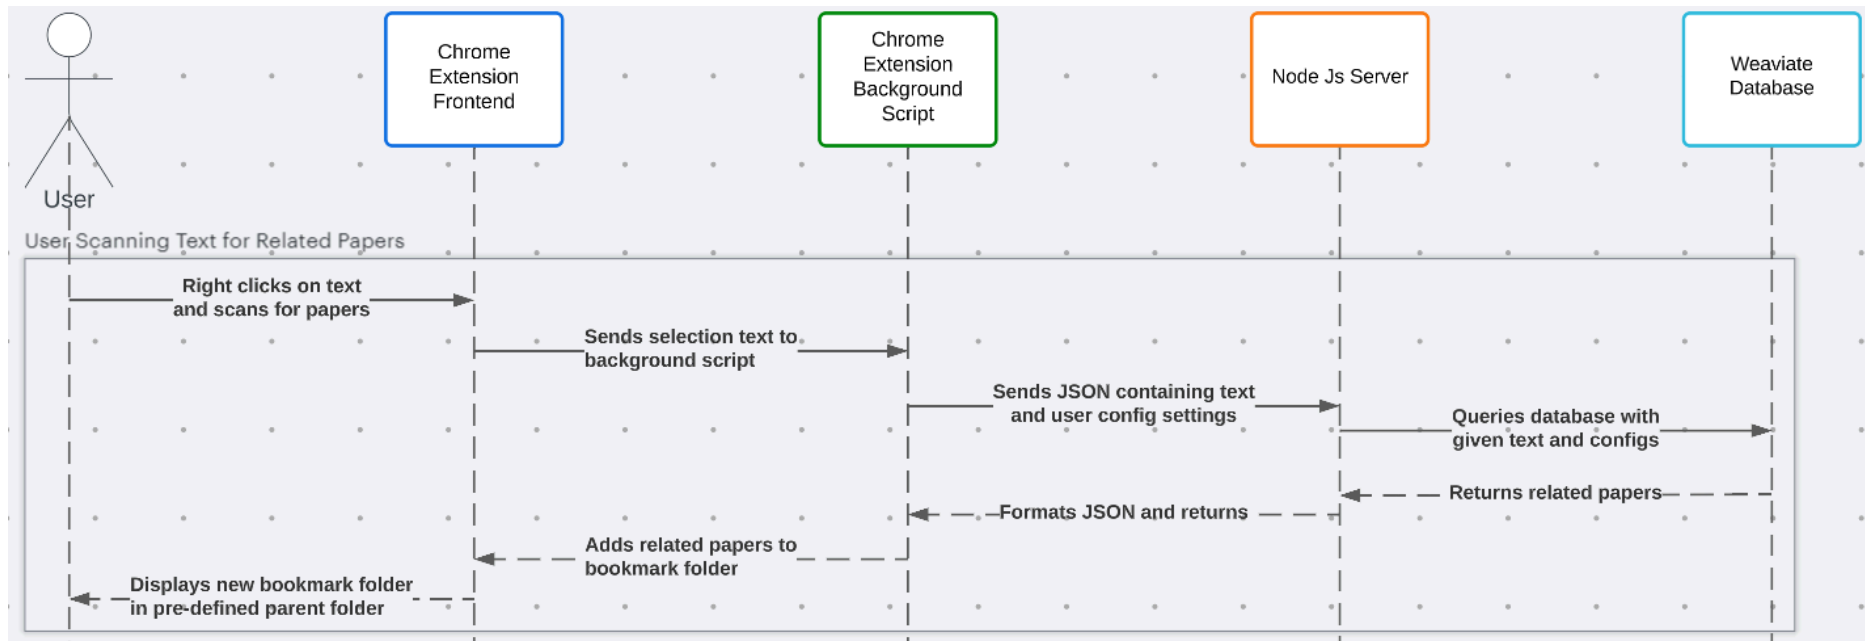 Chrome
Extension
Frontend
Chrome
Extension
Background
Script
Node Js Server
Weaviate
Database
User
User Scanning Text for Related Papers
Right clicks on text
and scans for papers
Sends selection text to
background script
Sends JSON containing text
and user config settings
Queries database with
given text and configs
Returns related papers
Formats JSON and returns
Adds related papers to
bookmark folder
Displays new bookmark folder
in pre-defined parent folder